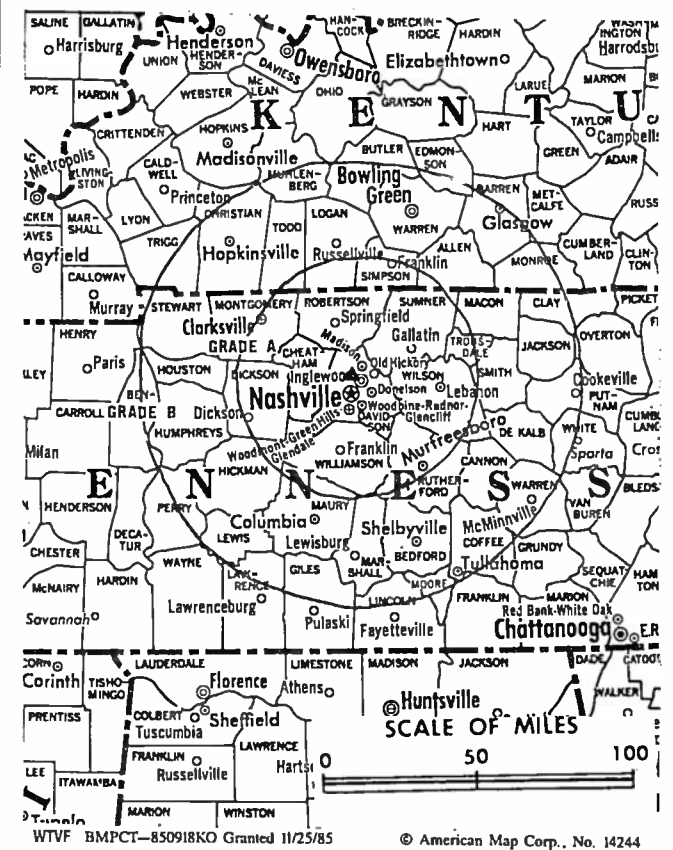 SALINE GALLATIN
Harrisburg
UNION
Henderson
HENDER-
SON
Owensboro
DAVIESS
HAN-
COCK
BRECKIN-
RIDGE
HARDIN
Elizabethtown
INGTON
POPE
HARDIN
WEBSTER
Mc
LEAN
OHIO
GRAYSON
LARUE
MARION
KENTU
CRITTENDEN
HOPKINS
Madisonville
HART
TAYLOR
GREEN
ADAIR
BUTLER
EDMON-
SON
Metropolis
LIVING-
STON
CALD-
WELL
Princeton
MUHLEN-
BERG
Bowling
Green
WARREN
BARREN
Glasgow
MET-
CALFE
MAR-
SHALL
LYON
TRIGG
CHRISTIAN
Hopkinsville
TODD
LOGAN
Russellville
Franklin
SIMPSON
ALLEN
MONROE
CUMBER-
LAND
CLIN-
TON
Mayfield
CALLOWAY
Murray
STEWART
MONTGOMERY
ROBERTSON
SUMNER
MACON
CLAY
PICKET
Clarksville
GRADE A
Springfield
Gallatin
TROUS-
DALE
JACKSON
OVERTON
HENRY
Paris
HOUSTON
DICKSON
CHEAT-
HAM
Madison
Old Hickory
Inglewood
WILSON
SMITH
Donelson
Lebanon
Cookeville
PUT-
NAM
Nashville
Woodbine-Radnor-
Glencliff
DAVID-
SON
BEN-
TON
CARROLL
GRADE B
Dickson
HUMPHREYS
Woodmont-Green Hills-
Glendale
Franklin
WILLIAMSON
Murfreesboro
DE KALB
WHITE
Sparta
Milan
HICKMAN
RUTHER-
FORD
CANNON
WARREN
VAN
BUREN
BLEDS
ENNESS
HENDERSON
PERRY
MAURY
Columbia
LEWIS
Lewisburg
Shelbyville
BEDFORD
McMinnville
COFFEE
GRUNDY
DECA-
TUR
CHESTER
WAYNE
LAW-
RENCE
GILES
MAR-
SHALL
MOORE
Tullahoma
SEQUAT-
CHIE
HAM
TON
McNAIRY
HARDIN
Savannah
Lawrenceburg
Pulaski
LINCOLN
Fayetteville
FRANKLIN
MARION
Red Bank-White Oak
Chattanooga
E.R
Corinth
TISHO-
MINGO
LAUDERDALE
Florence
LIMESTONE
Athens
MADISON
JACKSON
DADE
WALKER
PRENTISS
COLBERT
Tuscumbia
Sheffield
Huntsville
SCALE OF MILES
0 50 100
FRANKLIN
Russellville
LAWRENCE
LEE
ITAWAMBA
MARION
WINSTON
WTVF BMPCT—850918KO Granted 11/25/85
© American Map Corp., No. 14244